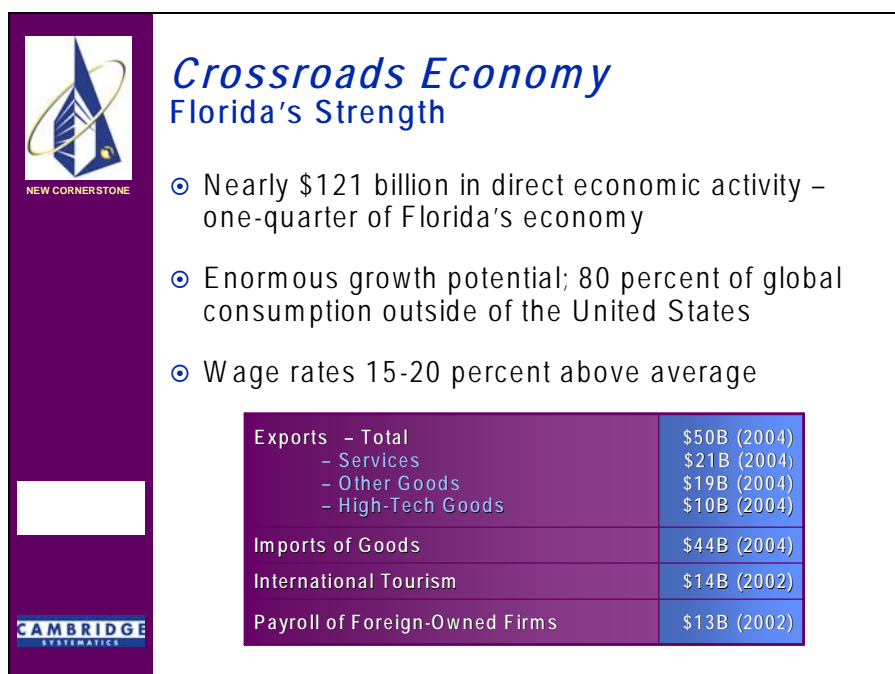 Crossroads Economy
Florida's Strength
NEW CORNERSTONE
Nearly $121 billion in direct economic activity –
one-quarter of Florida's economy
Enormous growth potential; 80 percent of global
consumption outside of the United States
Wage rates 15-20 percent above average
Exports – Total $50B (2004)
– Services $21B (2004)
– Other Goods $19B (2004)
– High-Tech Goods $10B (2004)
Imports of Goods $44B (2004)
International Tourism $14B (2002)
Payroll of Foreign-Owned Firms $13B (2002)
CAMBRIDGE
SYSTEMATICS